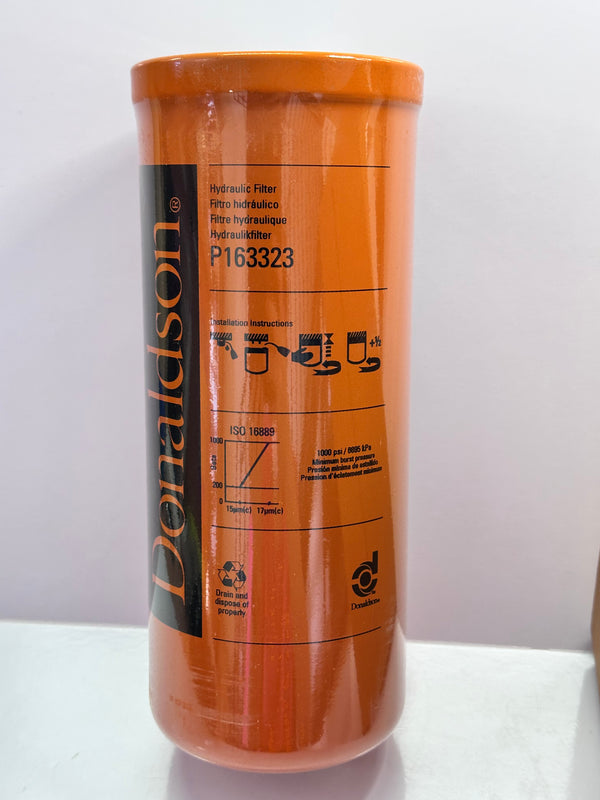 Donaldson®
Hydraulic Filter
Filtro hidráulico
Filtre hydraulique
Hydraulikfilter
P163323
Installation Instructions
+½
ISO 16889
1000
Beta
200
0
15µm(c) 17µm(c)
1000 psi / 6895 kPa
Minimum burst pressure
Presión mínima de estallido
Pression d'éclatement minimum
Drain and
dispose of
properly
Donaldson®